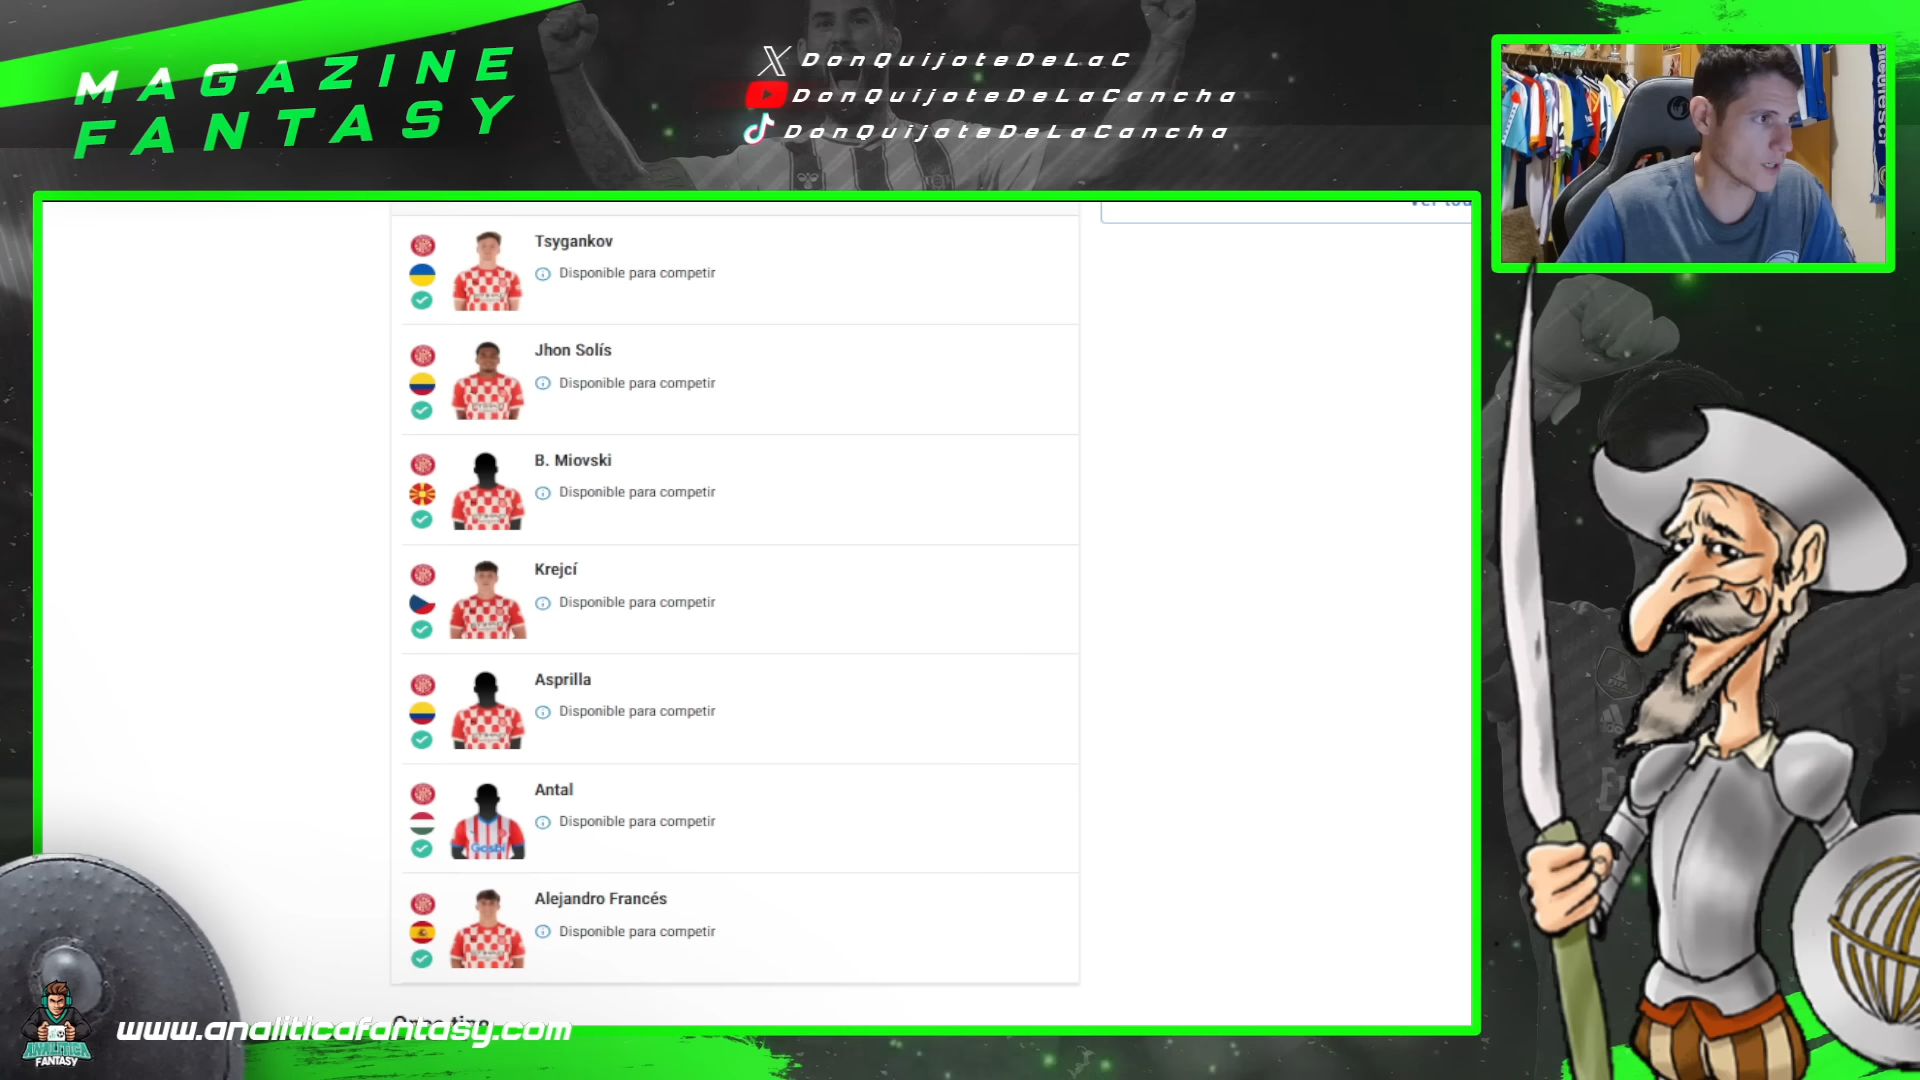 MAGAZINE
FANTASY
DonQuijoteDeLaC
DonQuijoteDeLaCancha
DonQuijoteDeLaCancha
Tsygankov
Disponible para competir
Jhon Solís
Disponible para competir
B. Miovski
Disponible para competir
Krejcí
Disponible para competir
Asprilla
Disponible para competir
Antal
Disponible para competir
Alejandro Francés
Disponible para competir
www.analiticafantasy.com
ANALITICA
FANTASY